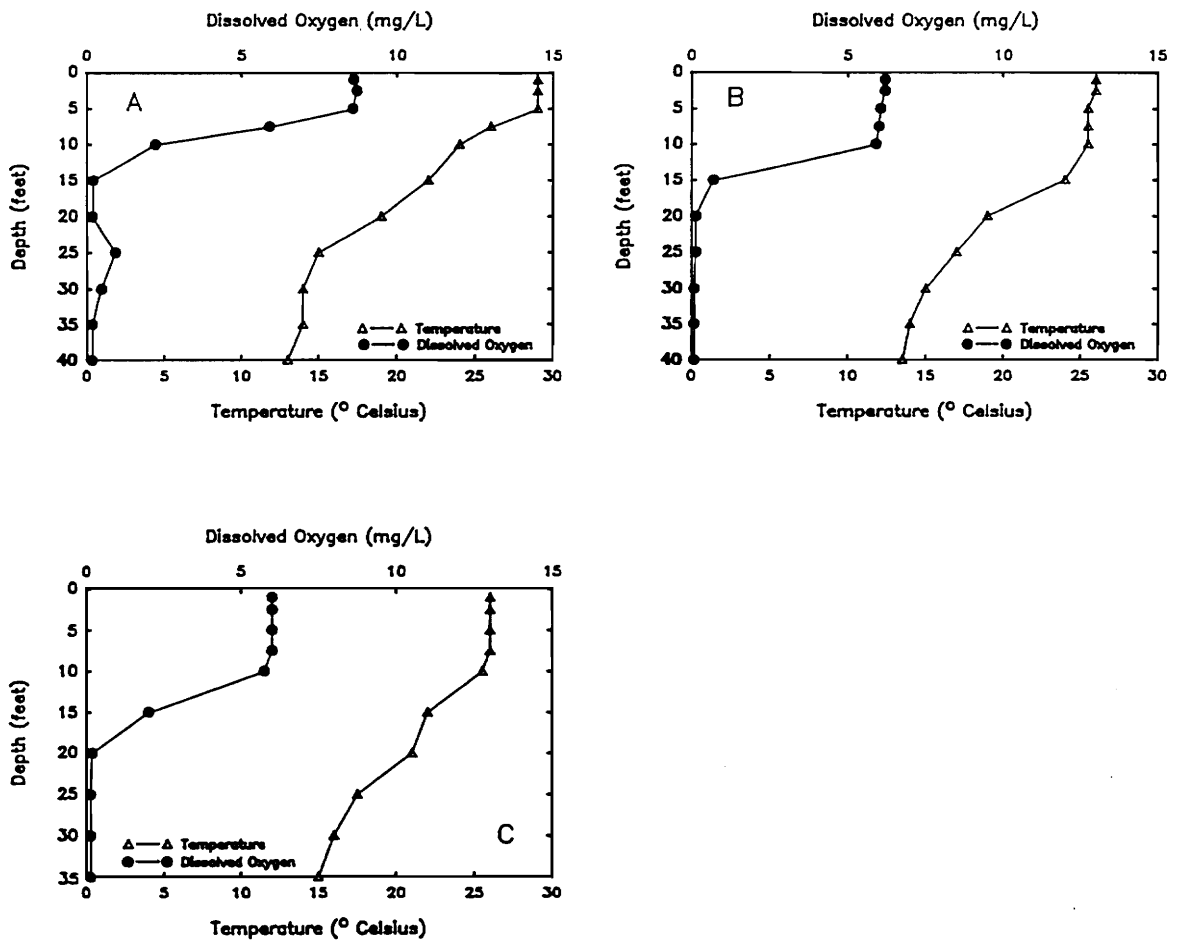 Dissolved Oxygen (mg/L)
0 5 10 15
A
0
5
10
15
20
25
30
35
40
Depth (feet)
Temperature
Dissolved Oxygen
0 5 10 15 20 25 30
Temperature (° Celsius)
Dissolved Oxygen (mg/L)
0 5 10 15
B
0
5
10
15
20
25
30
35
40
Depth (feet)
Temperature
Dissolved Oxygen
0 5 10 15 20 25 30
Temperature (° Celsius)
Dissolved Oxygen (mg/L)
0 5 10 15
0
5
10
15
20
25
30
35
Depth (feet)
C
Temperature
Dissolved Oxygen
0 5 10 15 20 25 30
Temperature (° Celsius)